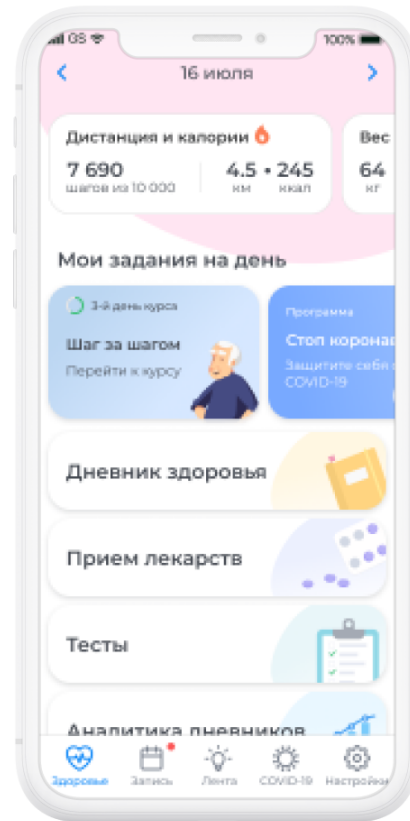 GS 100%
16 июля
Дистанция и калории Вес
7 690 4.5 • 245 64
шагов из 10 000 км ккал кг
Мои задания на день
3-й день курса
Программа
Шаг за шагом
Стоп коронав
Перейти к курсу
Защитите себя
COVID-19
Дневник здоровья
Прием лекарств
Тесты
Аналитика дневников
Здоровье Запись Лента COVID-19 Настройки